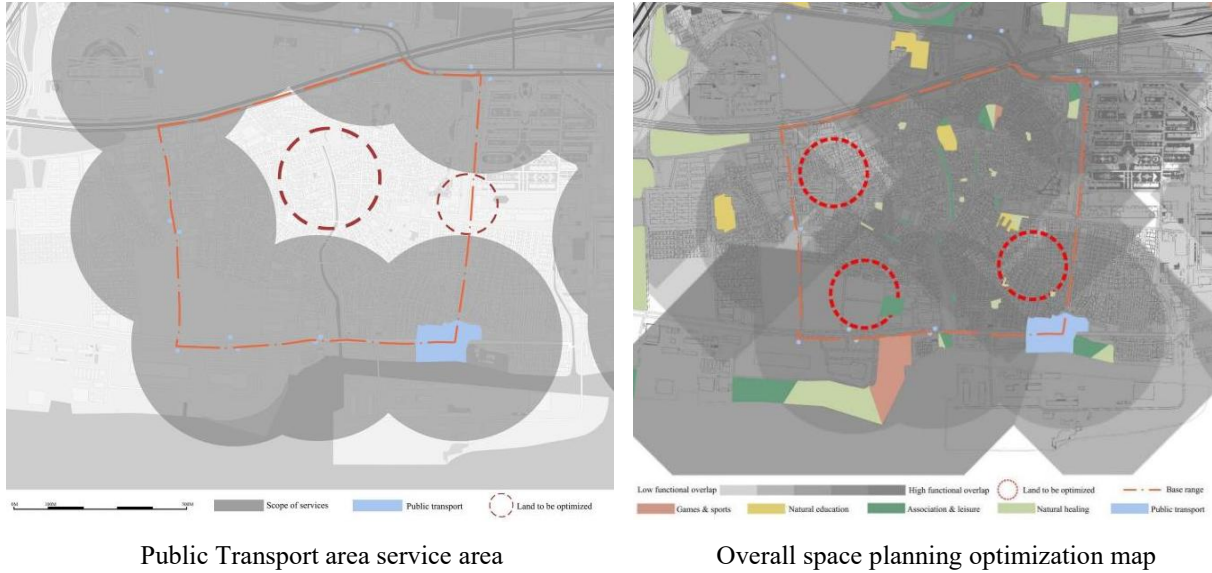 Scope of services
Public transport
Land to be optimized
Low functional overlap
High functional overlap
Land to be optimized
Base range
Games & sports
Natural education
Association & leisure
Natural healing
Public transport
Public Transport area service area
Overall space planning optimization map